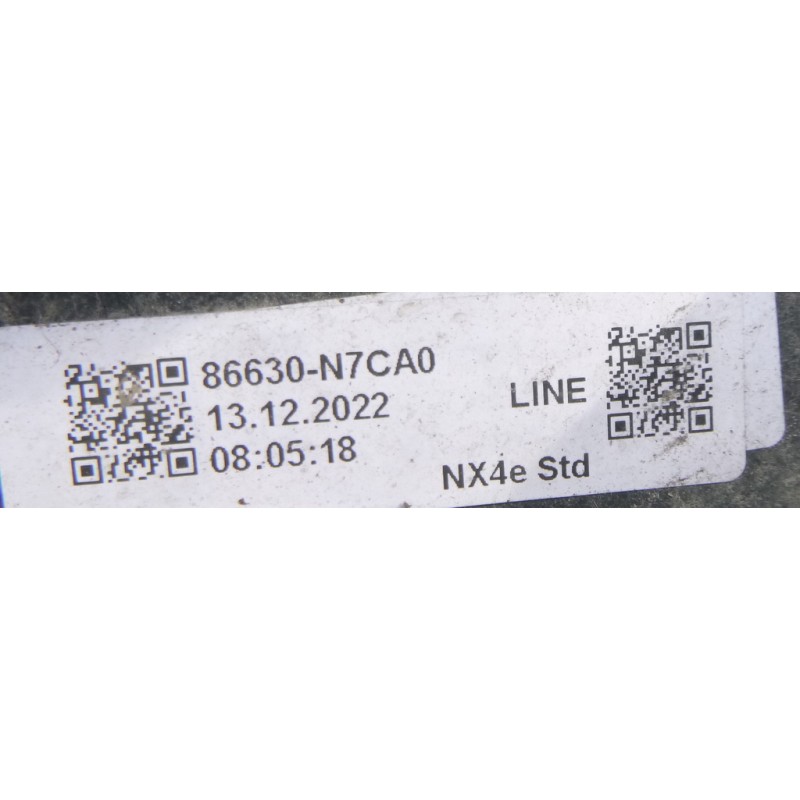 86630-N7CA0
13.12.2022
08:05:18
LINE
NX4e Std